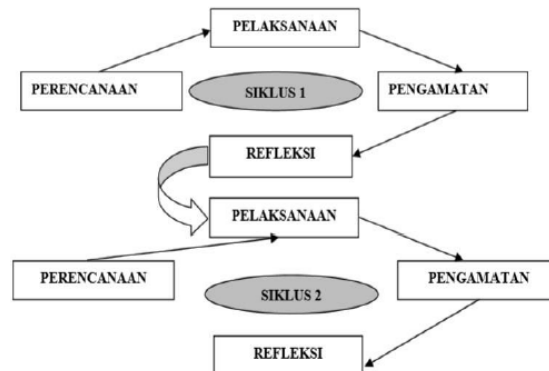 PELAKSANAAN
PERENCANAAN
SIKLUS 1
PENGAMATAN
REFLEKSI
PELAKSANAAN
PERENCANAAN
SIKLUS 2
PENGAMATAN
REFLEKSI